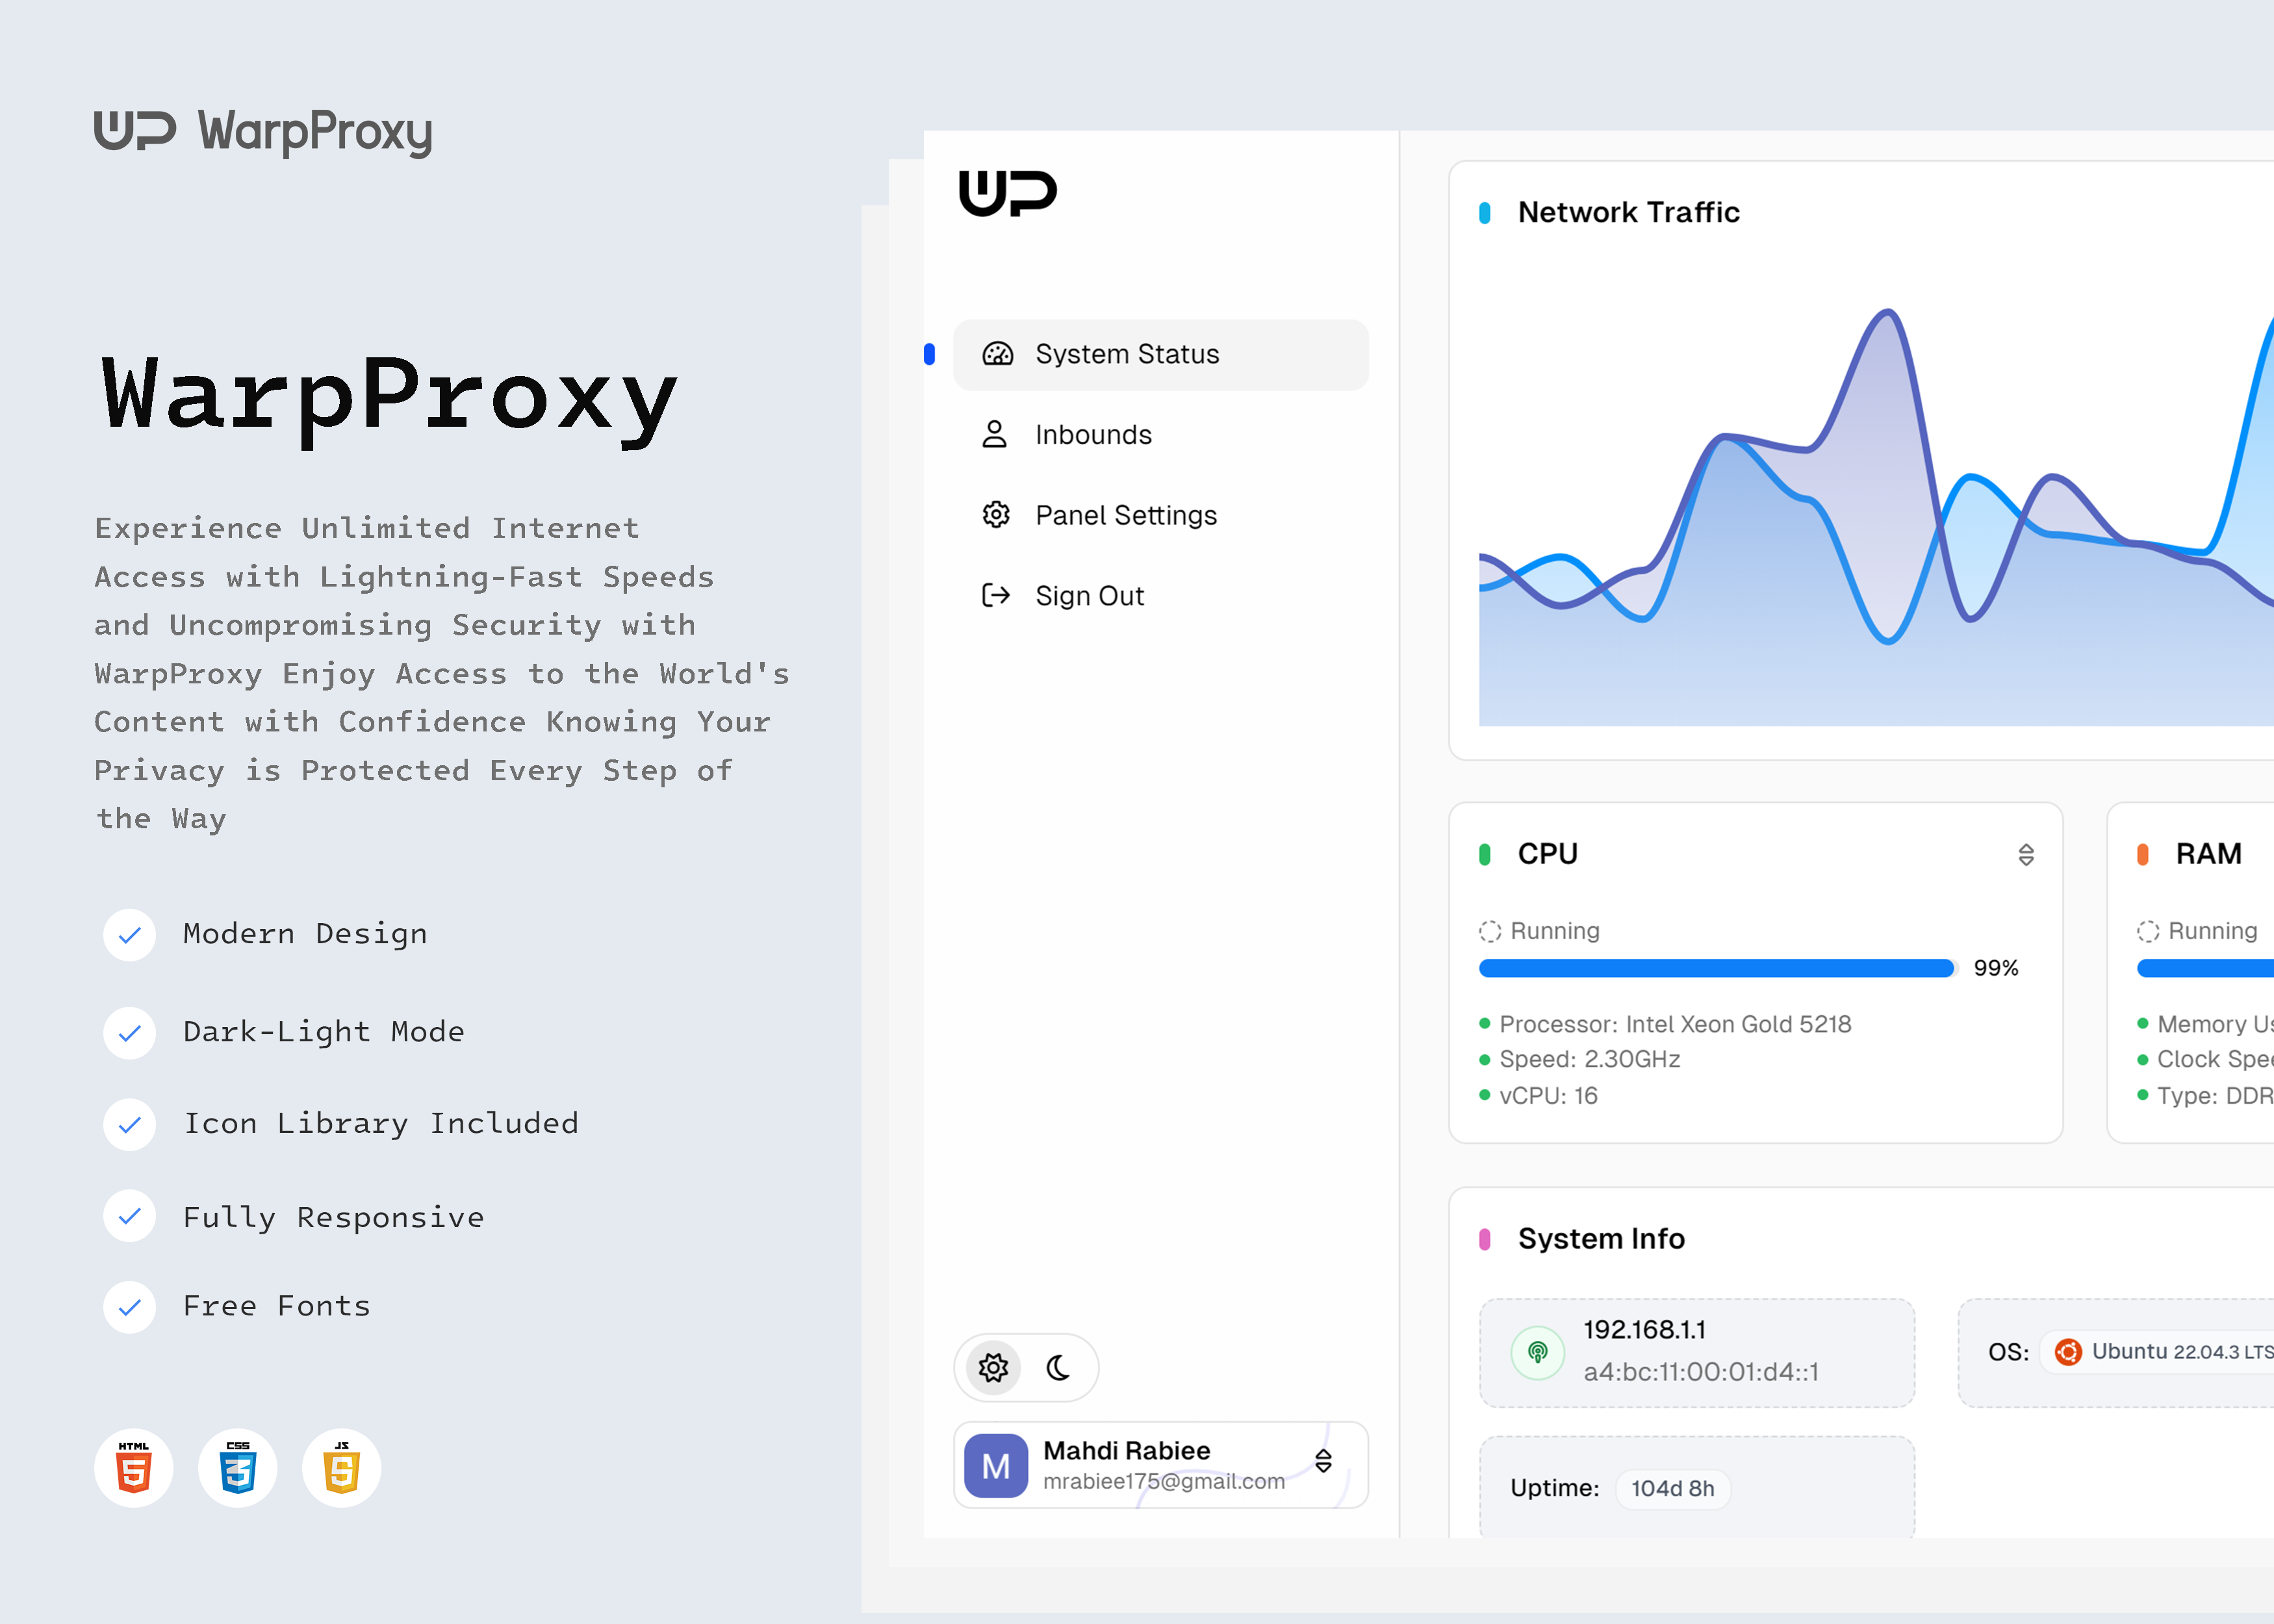 WarpProxy
WarpProxy
Experience Unlimited Internet
Access with Lightning-Fast Speeds
and Uncompromising Security with
WarpProxy Enjoy Access to the World's
Content with Confidence Knowing Your
Privacy is Protected Every Step of
the Way
Modern Design
Dark-Light Mode
Icon Library Included
Fully Responsive
Free Fonts
HTML
5
CSS
3
JS
5
System Status
Inbounds
Panel Settings
Sign Out
M
Mahdi Rabiee
mrabiee175@gmail.com
Network Traffic
CPU
Running
99%
Processor: Intel Xeon Gold 5218
Speed: 2.30GHz
vCPU: 16
RAM
Running
Memory Us
Clock Spee
Type: DDR
System Info
192.168.1.1
a4:bc:11:00:01:d4::1
OS: Ubuntu 22.04.3 LTS
Uptime: 104d 8h